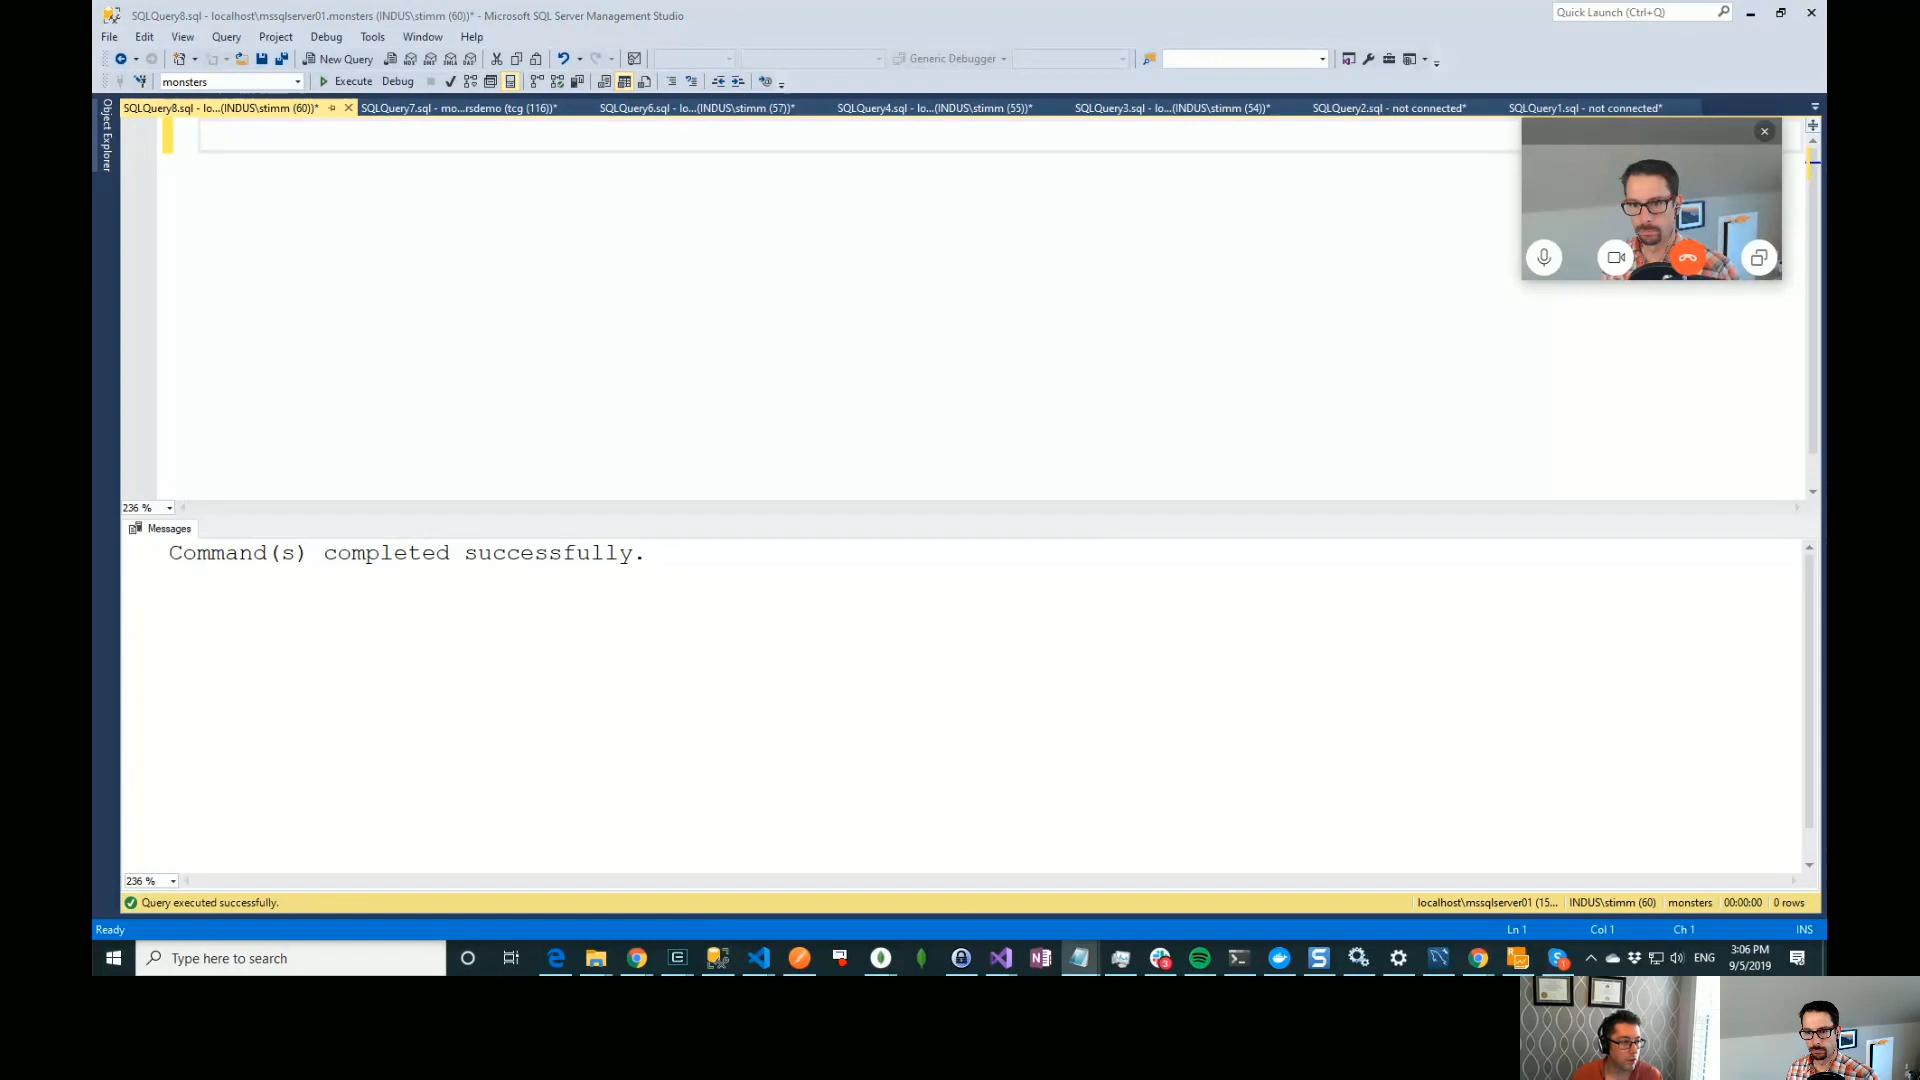 SQLQuery8.sql - localhost\mssqlserver01.monsters (INDUS\stimm (60))* - Microsoft SQL Server Management Studio
Quick Launch (Ctrl+Q)
File Edit View Query Project Debug Tools Window Help
New Query
Generic Debugger
monsters
Execute Debug
SQLQuery8.sql - lo...(INDUS\stimm (60))*
SQLQuery7.sql - mo...rsdemo (tcg (116))*
SQLQuery6.sql - lo...(INDUS\stimm (57))*
SQLQuery4.sql - lo...(INDUS\stimm (55))*
SQLQuery3.sql - lo...(INDUS\stimm (54))*
SQLQuery2.sql - not connected*
SQLQuery1.sql - not connected*
Object Explorer
236 %
Messages
Command(s) completed successfully.
236 %
Query executed successfully.
localhost\mssqlserver01 (15... INDUS\stimm (60) monsters 00:00:00 0 rows
Ready
Ln 1 Col 1 Ch 1 INS
Type here to search
ENG
3:06 PM
9/5/2019